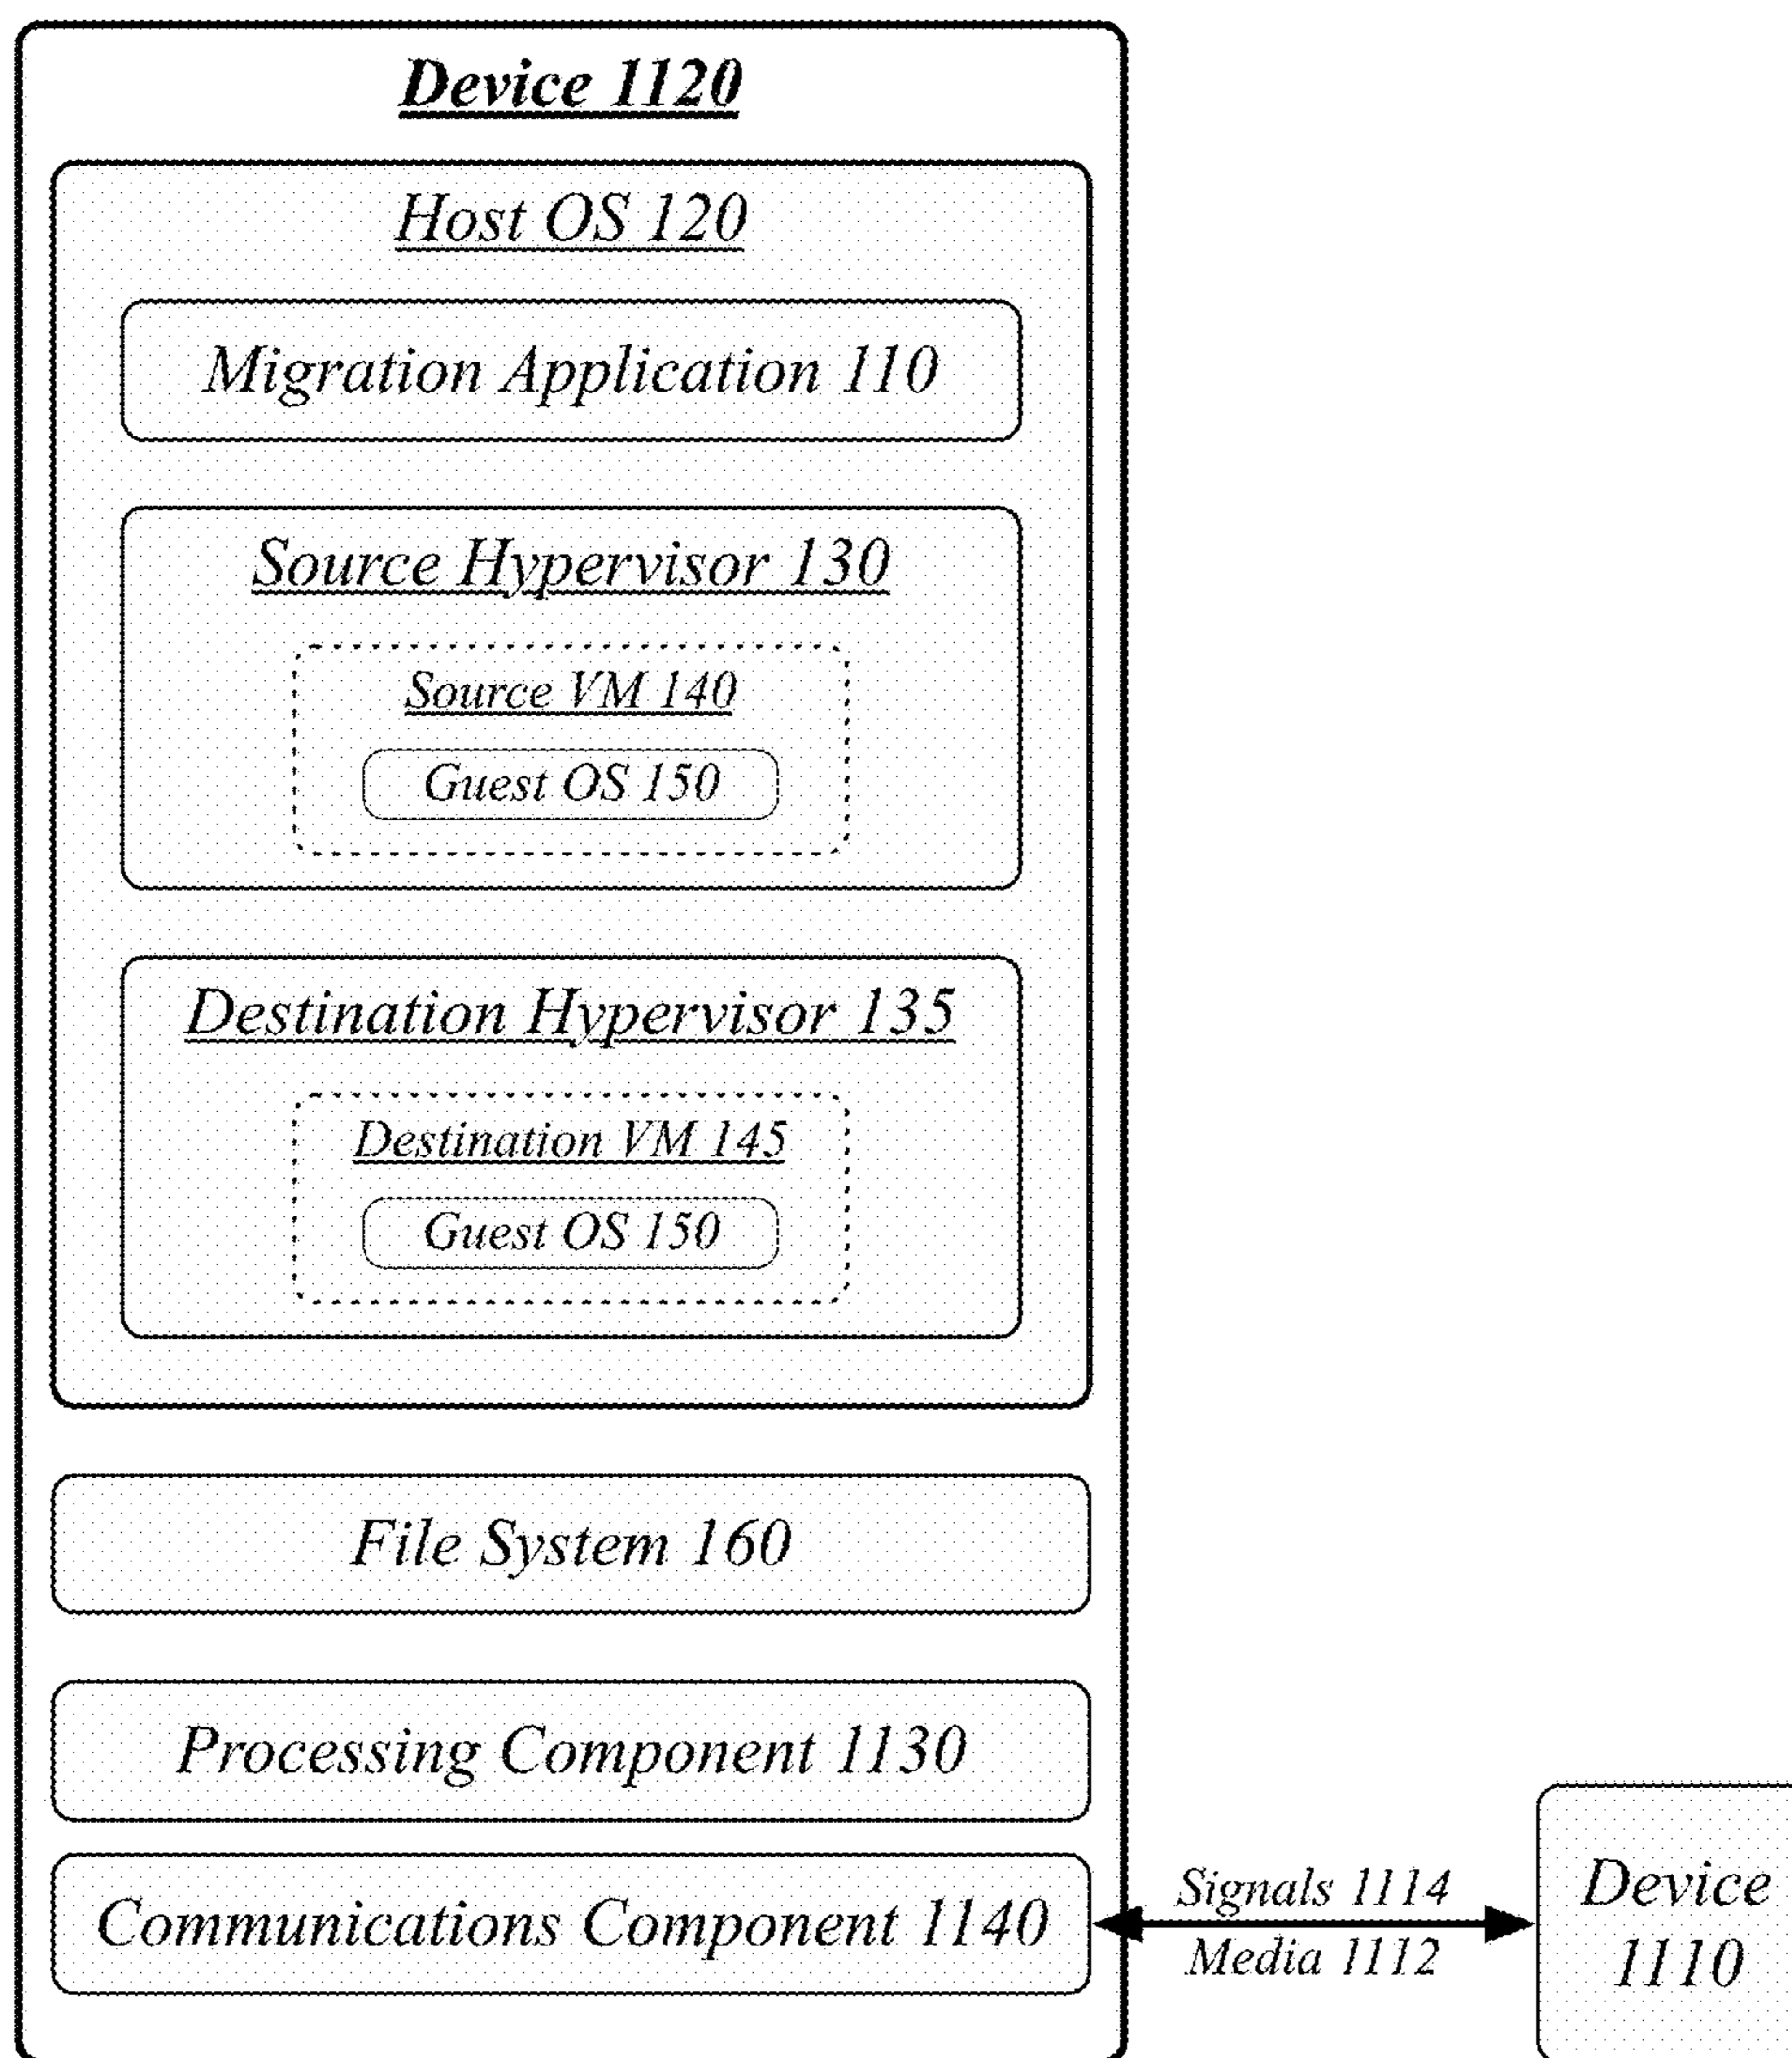 Device 1120
Host OS 120
Migration Application 110
Source Hypervisor 130
Source VM 140
Guest OS 150
Destination Hypervisor 135
Destination VM 145
Guest OS 150
File System 160
Processing Component 1130
Communications Component 1140
Signals 1114
Media 1112
Device
1110